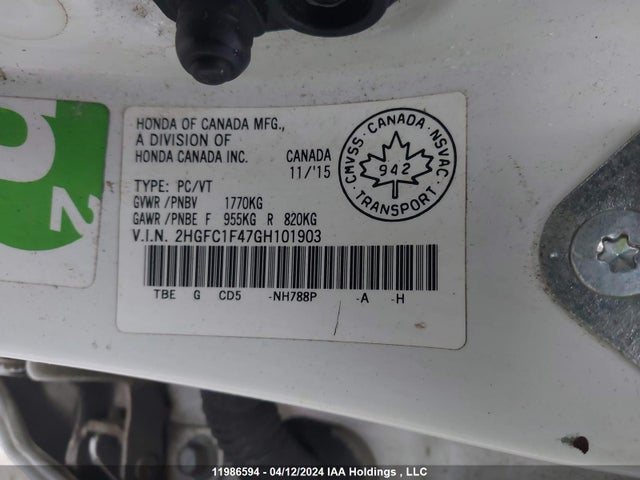 HONDA OF CANADA MFG.,
A DIVISION OF
HONDA CANADA INC.
CANADA
11/'15
TYPE: PC/VT
GVWR/PNBV 1770KG
GAWR/PNBE F 955KG R 820KG
V.I.N. 2HGFC1F47GH101903
TBE G CD5 -NH788P -A -H
CMVSS · CANADA · NSVAC
942
TRANSPORT
2
11986594 - 04/12/2024 IAA Holdings , LLC